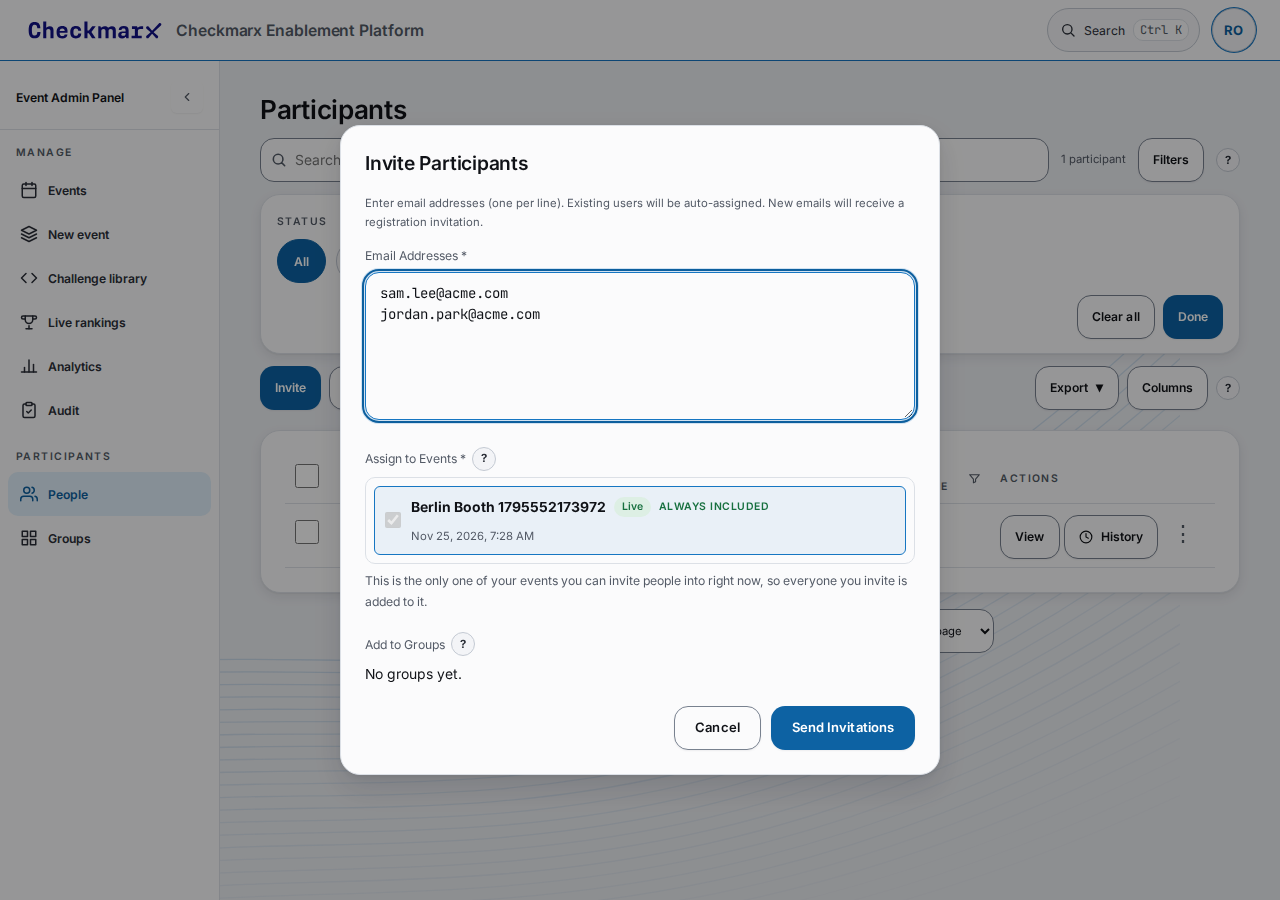 Checkmarx Checkmarx Enablement Platform
Search Ctrl K RO
Event Admin Panel
MANAGE
Events
New event
Challenge library
Live rankings
Analytics
Audit
PARTICIPANTS
People
Groups
Participants
Search
1 participant
Filters
?
STATUS
All
Clear all
Done
Invite
Export ▼
Columns
?
ACTIONS
View
History
Invite Participants
Enter email addresses (one per line). Existing users will be auto-assigned. New emails will receive a
registration invitation.
Email Addresses *
sam.lee@acme.com
jordan.park@acme.com
Assign to Events * ?
Berlin Booth 1795552173972 Live ALWAYS INCLUDED
Nov 25, 2026, 7:28 AM
This is the only one of your events you can invite people into right now, so everyone you invite is
added to it.
Add to Groups ?
No groups yet.
Cancel
Send Invitations